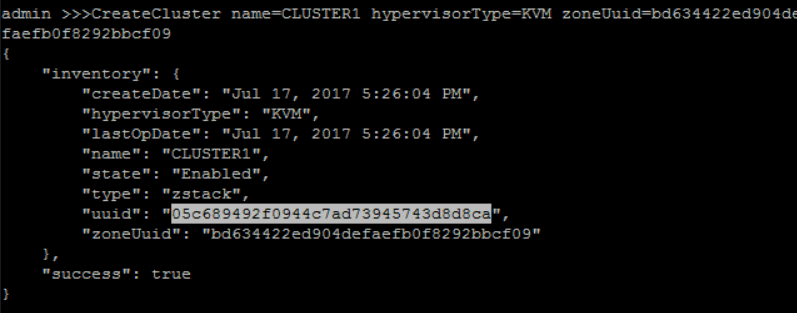 admin >>>CreateCluster name=CLUSTER1 hypervisorType=KVM zoneUuid=bd634422ed904de
faefb0f8292bbcf09
{
    "inventory": {
        "createDate": "Jul 17, 2017 5:26:04 PM",
        "hypervisorType": "KVM",
        "lastOpDate": "Jul 17, 2017 5:26:04 PM",
        "name": "CLUSTER1",
        "state": "Enabled",
        "type": "zstack",
        "uuid": "05c689492f0944c7ad73945743d8d8ca",
        "zoneUuid": "bd634422ed904defaefb0f8292bbcf09"
    },
    "success": true
}